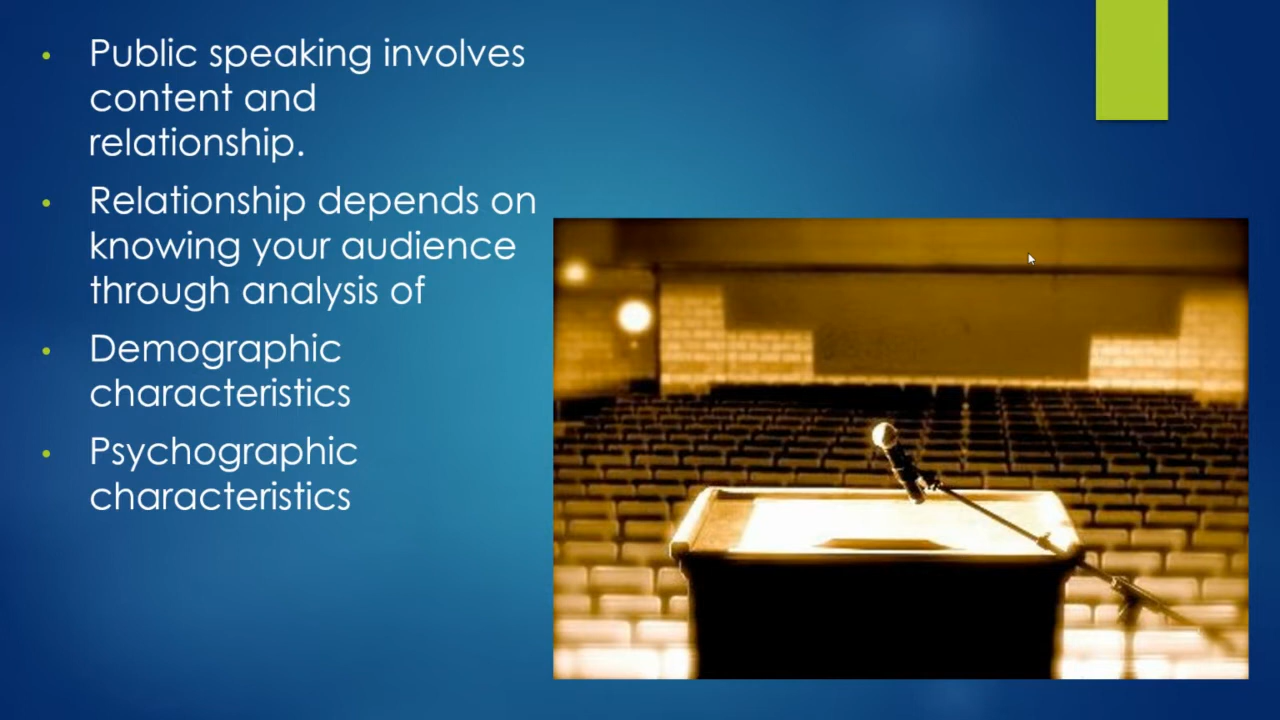 • Public speaking involves
content and
relationship.
• Relationship depends on
knowing your audience
through analysis of
• Demographic
characteristics
• Psychographic
characteristics